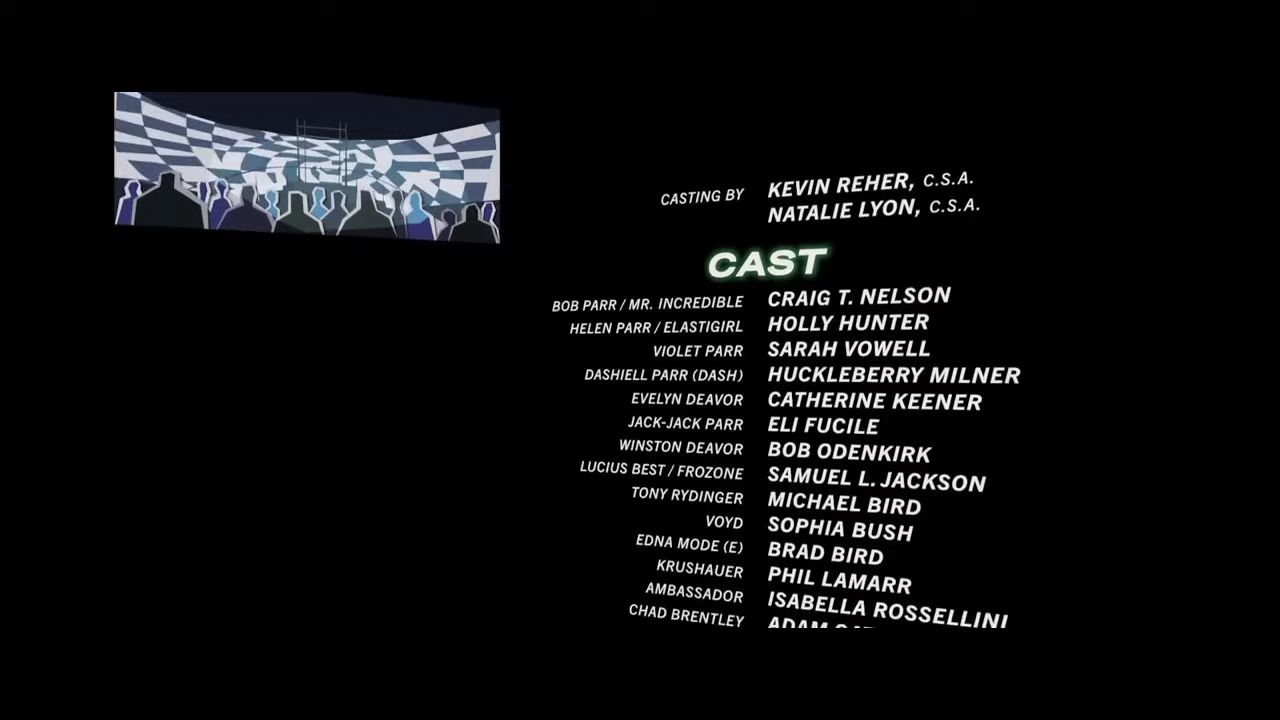 CASTING BY KEVIN REHER, C.S.A.
NATALIE LYON, C.S.A.
CAST
BOB PARR / MR. INCREDIBLE CRAIG T. NELSON
HELEN PARR / ELASTIGIRL HOLLY HUNTER
VIOLET PARR SARAH VOWELL
DASHIELL PARR (DASH) HUCKLEBERRY MILNER
EVELYN DEAVOR CATHERINE KEENER
JACK-JACK PARR ELI FUCILE
WINSTON DEAVOR BOB ODENKIRK
LUCIUS BEST / FROZONE SAMUEL L. JACKSON
TONY RYDINGER MICHAEL BIRD
VOYD SOPHIA BUSH
EDNA MODE (E) BRAD BIRD
KRUSHAUER PHIL LAMARR
AMBASSADOR ISABELLA ROSSELLINI
CHAD BRENTLEY ADAM